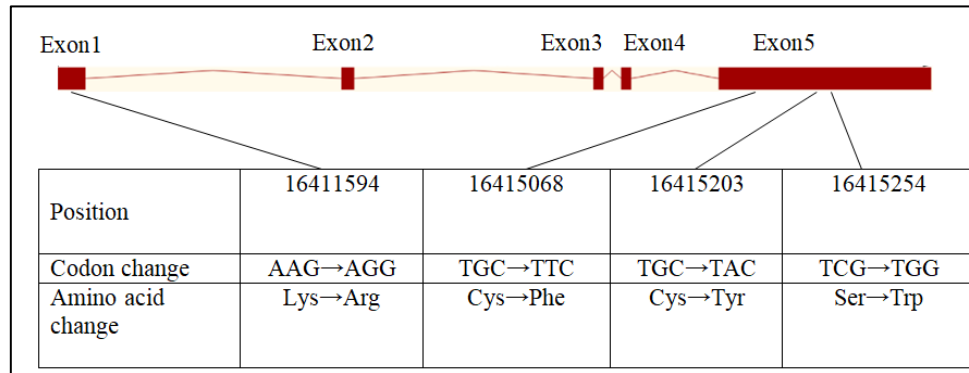 Exon1 Exon2 Exon3 Exon4 Exon5
Position 16411594 16415068 16415203 16415254
Codon change AAG→AGG TGC→TTC TGC→TAC TCG→TGG
Amino acid change Lys→Arg Cys→Phe Cys→Tyr Ser→Trp